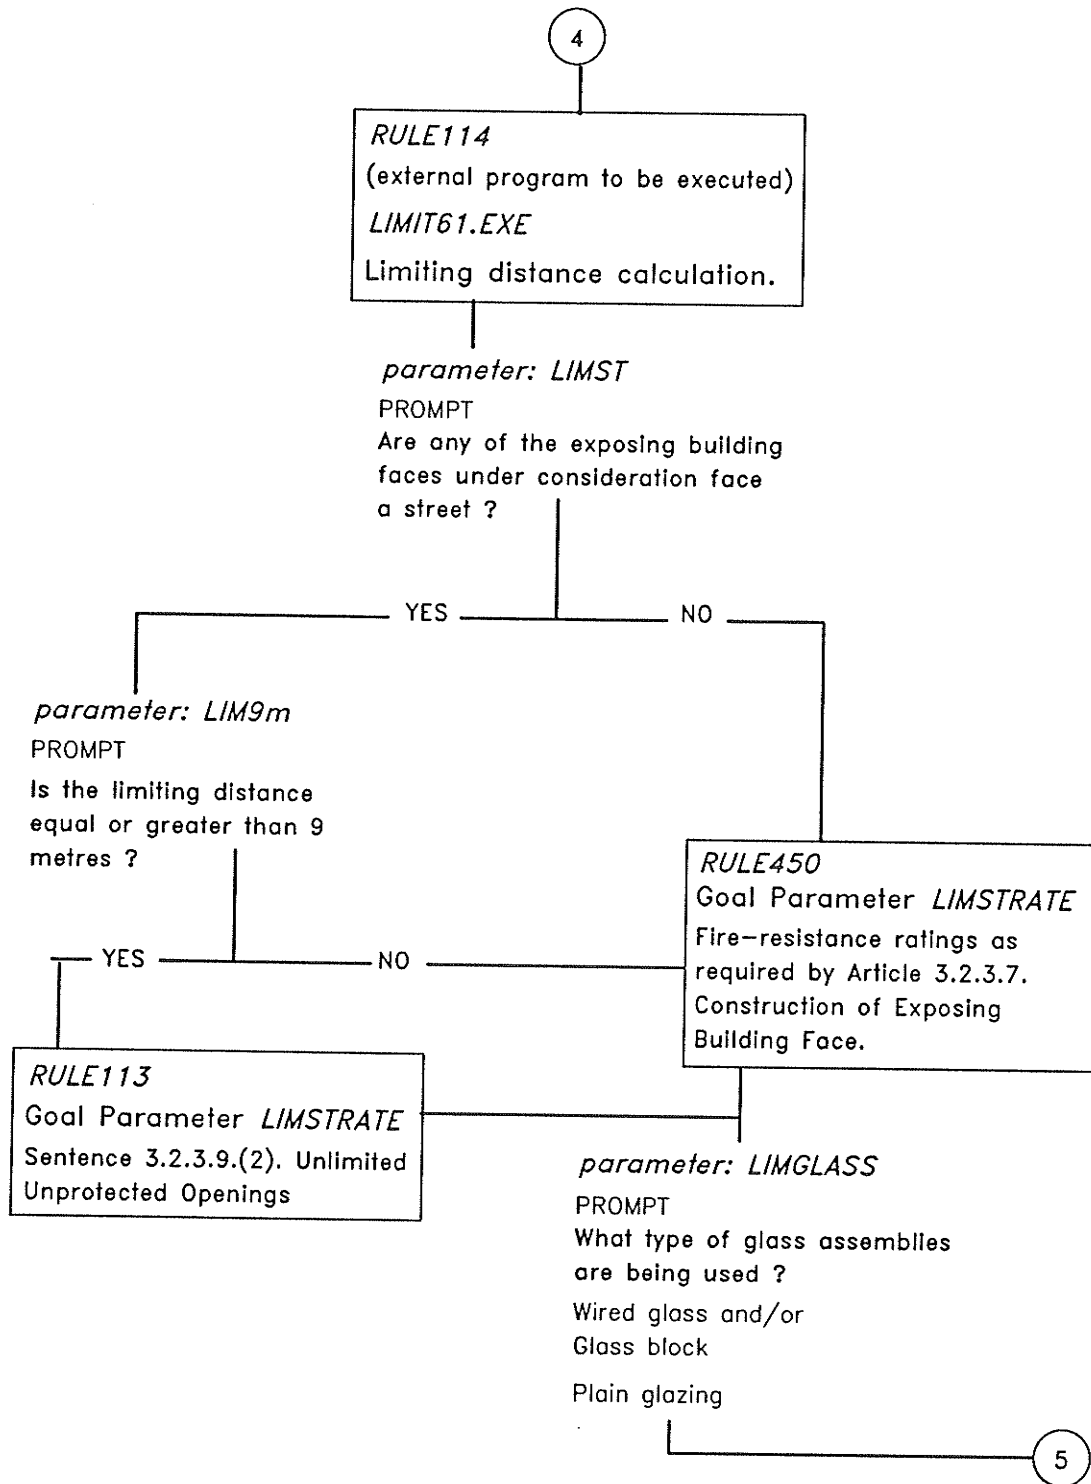 4
RULE114
(external program to be executed)
LIMIT61.EXE
Limiting distance calculation.
parameter: LIMST
PROMPT
Are any of the exposing building
faces under consideration face
a street ?
YES
NO
parameter: LIM9m
PROMPT
Is the limiting distance
equal or greater than 9
metres ?
YES
NO
RULE450
Goal Parameter LIMSTRATE
Fire-resistance ratings as
required by Article 3.2.3.7.
Construction of Exposing
Building Face.
RULE113
Goal Parameter LIMSTRATE
Sentence 3.2.3.9.(2). Unlimited
Unprotected Openings
parameter: LIMGLASS
PROMPT
What type of glass assemblies
are being used ?
Wired glass and/or
Glass block
Plain glazing
5